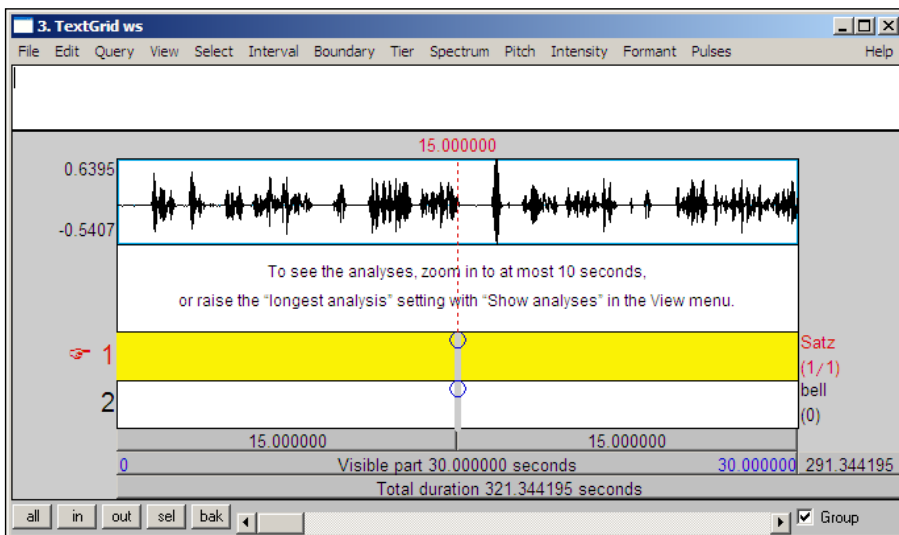 3. TextGrid ws
File Edit Query View Select Interval Boundary Tier Spectrum Pitch Intensity Formant Pulses Help
15.000000
0.6395
-0.5407
To see the analyses, zoom in to at most 10 seconds,
or raise the "longest analysis" setting with "Show analyses" in the View menu.
☞ 1
Satz
(1/1)
2
bell
(0)
15.000000 15.000000
0 Visible part 30.000000 seconds 30.000000 291.344195
Total duration 321.344195 seconds
all in out sel bak Group